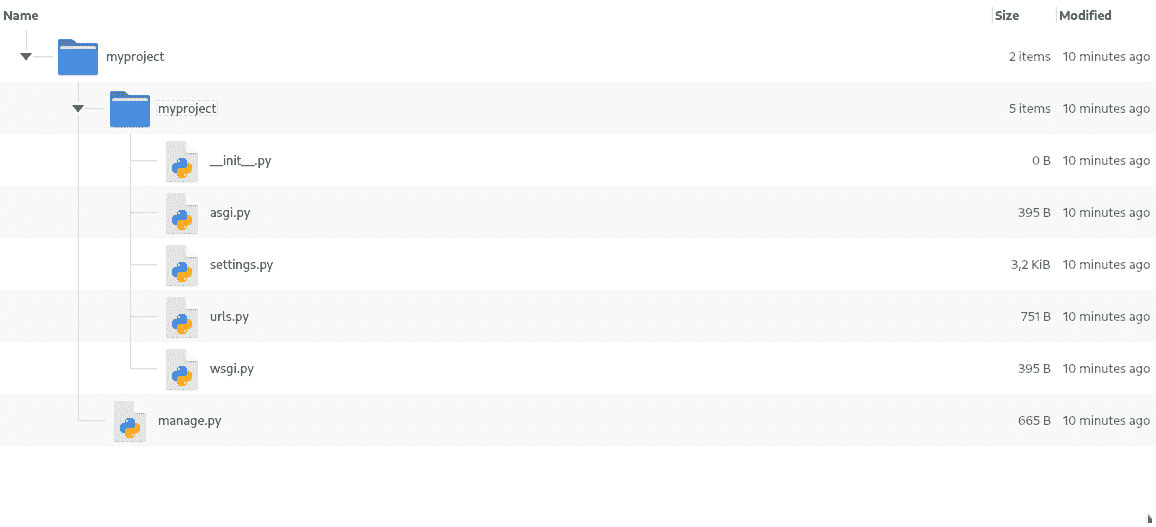 Name Size Modified
myproject 2 items 10 minutes ago
myproject 5 items 10 minutes ago
__init__.py 0 B 10 minutes ago
asgi.py 395 B 10 minutes ago
settings.py 3,2 KiB 10 minutes ago
urls.py 751 B 10 minutes ago
wsgi.py 395 B 10 minutes ago
manage.py 665 B 10 minutes ago